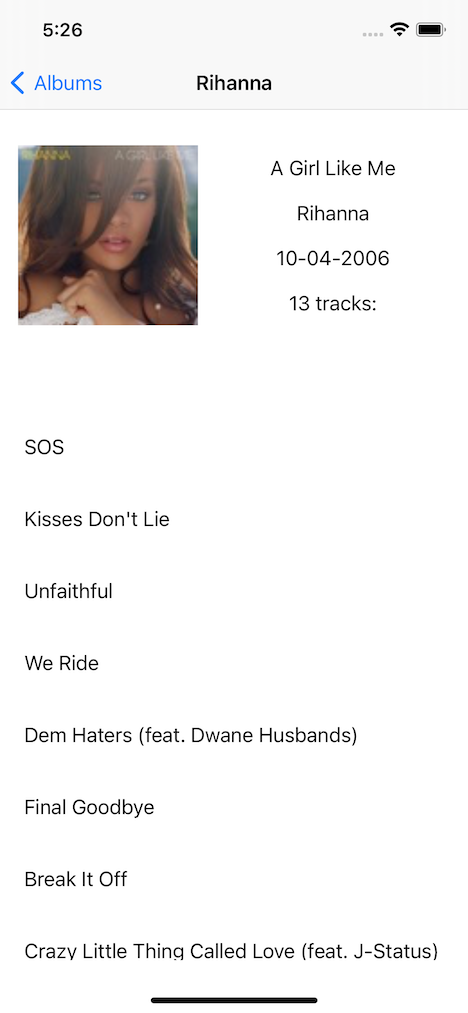 5:26
Albums
Rihanna
RIHANNA A GIRL LIKE ME
A Girl Like Me
Rihanna
10-04-2006
13 tracks:
SOS
Kisses Don't Lie
Unfaithful
We Ride
Dem Haters (feat. Dwane Husbands)
Final Goodbye
Break It Off
Crazy Little Thing Called Love (feat. J-Status)